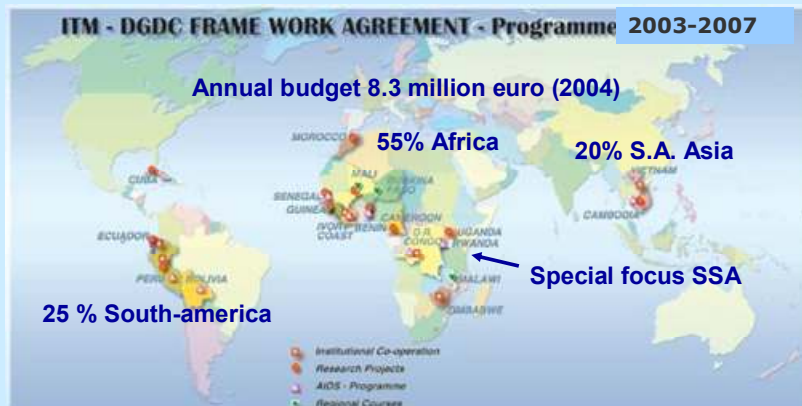 ITM - DGDC FRAME WORK AGREEMENT - Programme 2003-2007
Annual budget 8.3 million euro (2004)
MOROCCO
55% Africa
20% S.A. Asia
CUBA
MALI
BURKINA
FASO
VIETNAM
SENEGAL
GUINEA
IVORY
COAST
BENIN
CAMEROON
CAMBODIA
ECUADOR
D.R.
CONGO
UGANDA
RWANDA
PERU
BOLIVIA
MALAWI
Special focus SSA
ZIMBABWE
25 % South-america
Institutional Co-operation
Research Projects
AIDS - Programme
Regional Courses